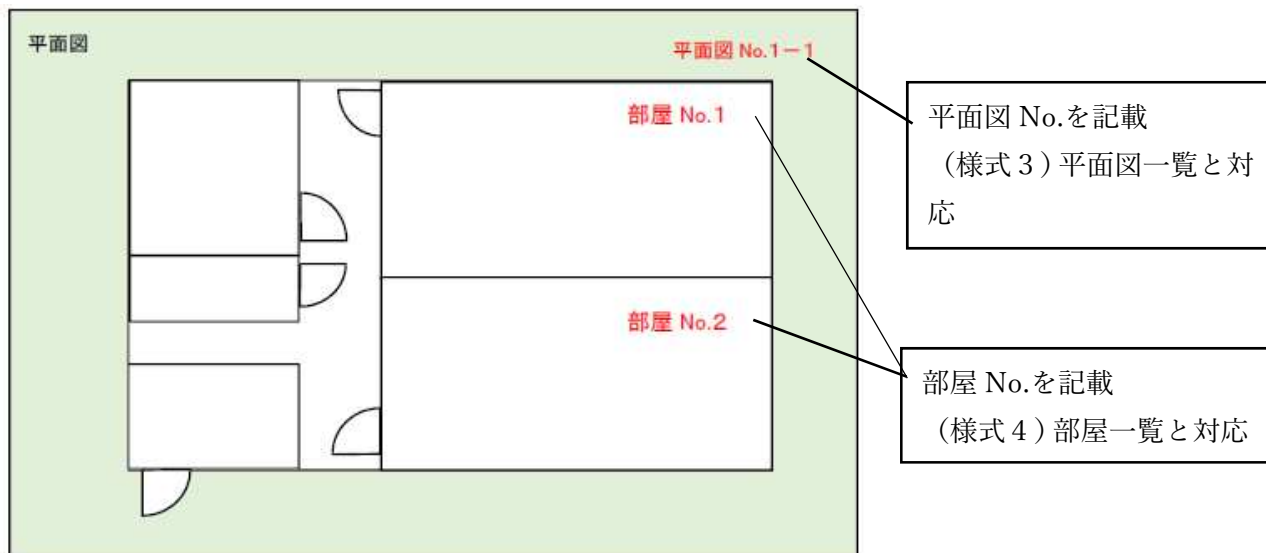 平面図
平面図 No.1－1
部屋 No.1
部屋 No.2
平面図 No.を記載
（様式３）平面図一覧と対
応
部屋 No.を記載
（様式４）部屋一覧と対応